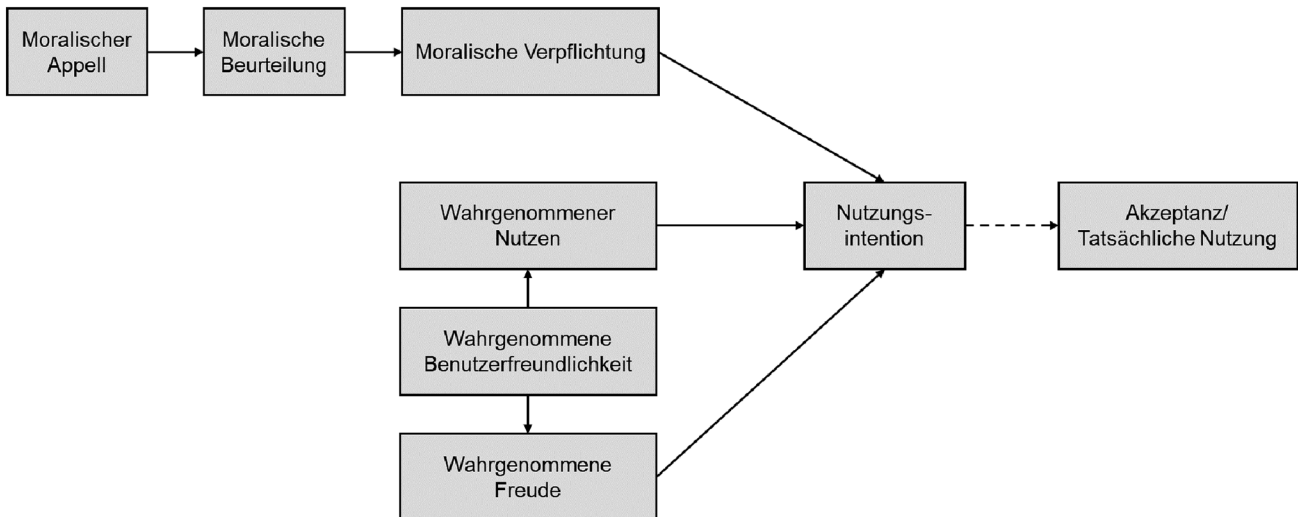 Moralischer
Appell
Moralische
Beurteilung
Moralische Verpflichtung
Wahrgenommener
Nutzen
Nutzungs-
intention
Akzeptanz/
Tatsächliche Nutzung
Wahrgenommene
Benutzerfreundlichkeit
Wahrgenommene
Freude